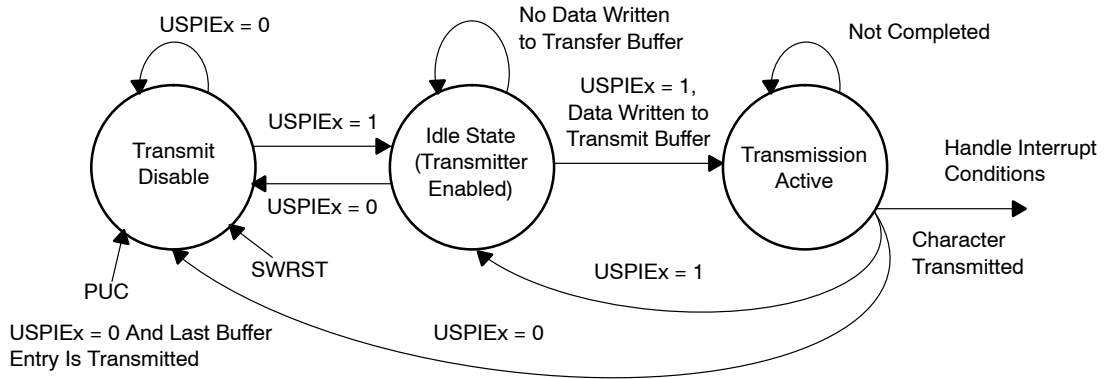 USPIEx = 0
No Data Written
to Transfer Buffer
Not Completed
USPIEx = 1
USPIEx = 1,
Data Written to
Transmit Buffer
Transmit
Disable
Idle State
(Transmitter
Enabled)
Transmission
Active
Handle Interrupt
Conditions
USPIEx = 0
Character
Transmitted
SWRST
USPIEx = 1
PUC
USPIEx = 0 And Last Buffer
Entry Is Transmitted
USPIEx = 0